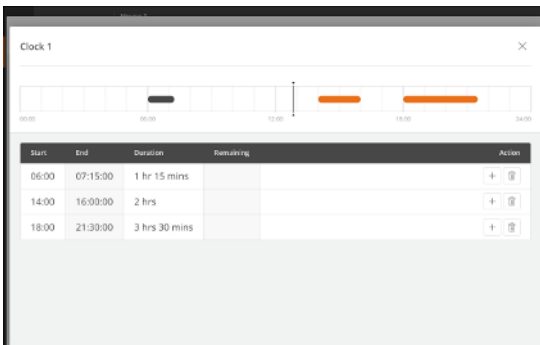 Clock 1
00:00 06:00 12:00 18:00 24:00
Start End Duration Remaining Action
06:00 07:15:00 1 hr 15 mins
14:00 16:00:00 2 hrs
18:00 21:30:00 3 hrs 30 mins